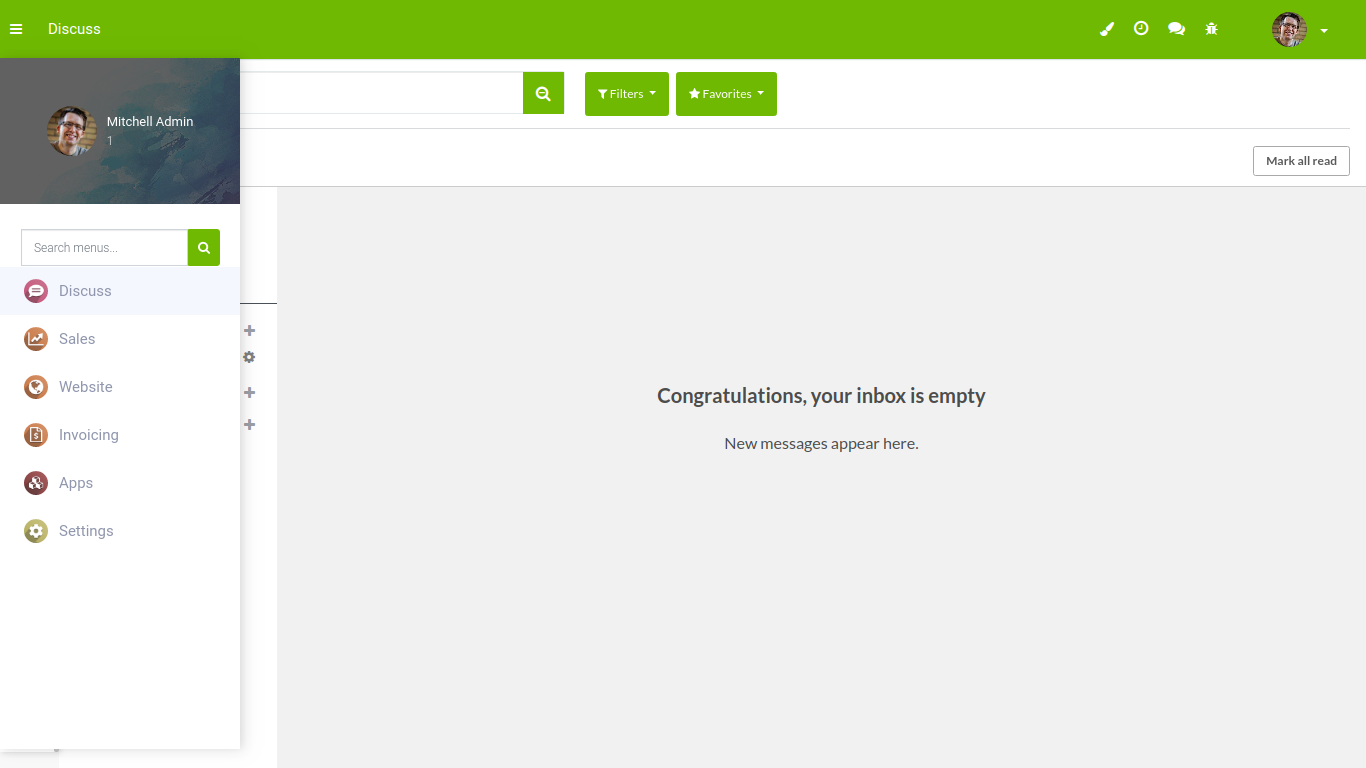 Discuss
Mitchell Admin
1
Filters
Favorites
Mark all read
Search menus...
Discuss
Sales
Website
Invoicing
Apps
Settings
Congratulations, your inbox is empty
New messages appear here.